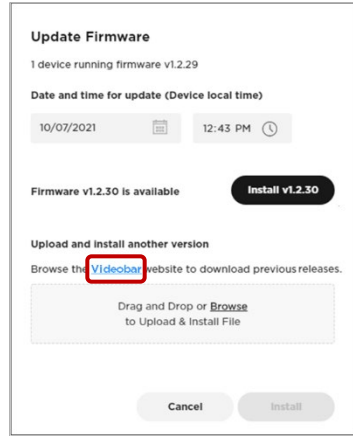 Update Firmware
1 device running firmware v1.2.29
Date and time for update (Device local time)
10/07/2021
12:43 PM
Firmware v1.2.30 is available
Install v1.2.30
Upload and install another version
Browse the Videobar website to download previous releases.
Drag and Drop or Browse
to Upload & Install File
Cancel
Install